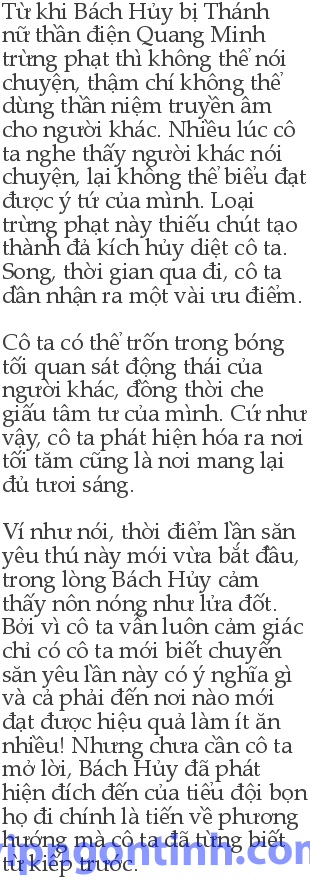 Từ khi Bách Hủy bị Thánh
nữ thần điện Quang Minh
trừng phạt thì không thể nói
chuyện, thậm chí không thể
dùng thần niệm truyền âm
cho người khác. Nhiều lúc cô
ta nghe thấy người khác nói
chuyện, lại không thể biểu đạt
được ý tứ của mình. Loại
trừng phạt này thiếu chút tạo
thành đả kích hủy diệt cô ta.
Song, thời gian qua đi, cô ta
dần nhận ra một vài ưu điểm.

Cô ta có thể trốn trong bóng
tối quan sát động thái của
người khác, đồng thời che
giấu tâm tư của mình. Cứ như
vậy, cô ta phát hiện hóa ra nơi
tối tăm cũng là nơi mang lại
đủ tươi sáng.

Ví như nói, thời điểm lần săn
yêu thú này mới vừa bắt đầu,
trong lòng Bách Hủy cảm
thấy nôn nóng như lửa đốt.
Bởi vì cô ta vẫn luôn cảm giác
chỉ có cô ta mới biết chuyến
săn yêu lần này có ý nghĩa gì
và cả phải đến nơi nào mới
đạt được hiệu quả làm ít ăn
nhiều! Nhưng chưa cần cô ta
mở lời, Bách Hủy đã phát
hiện đích đến của tiểu đội bọn
họ đi chính là tiến về phương
hướng mà cô ta đã từng biết
từ kiếp trước.
vipngontinh.com